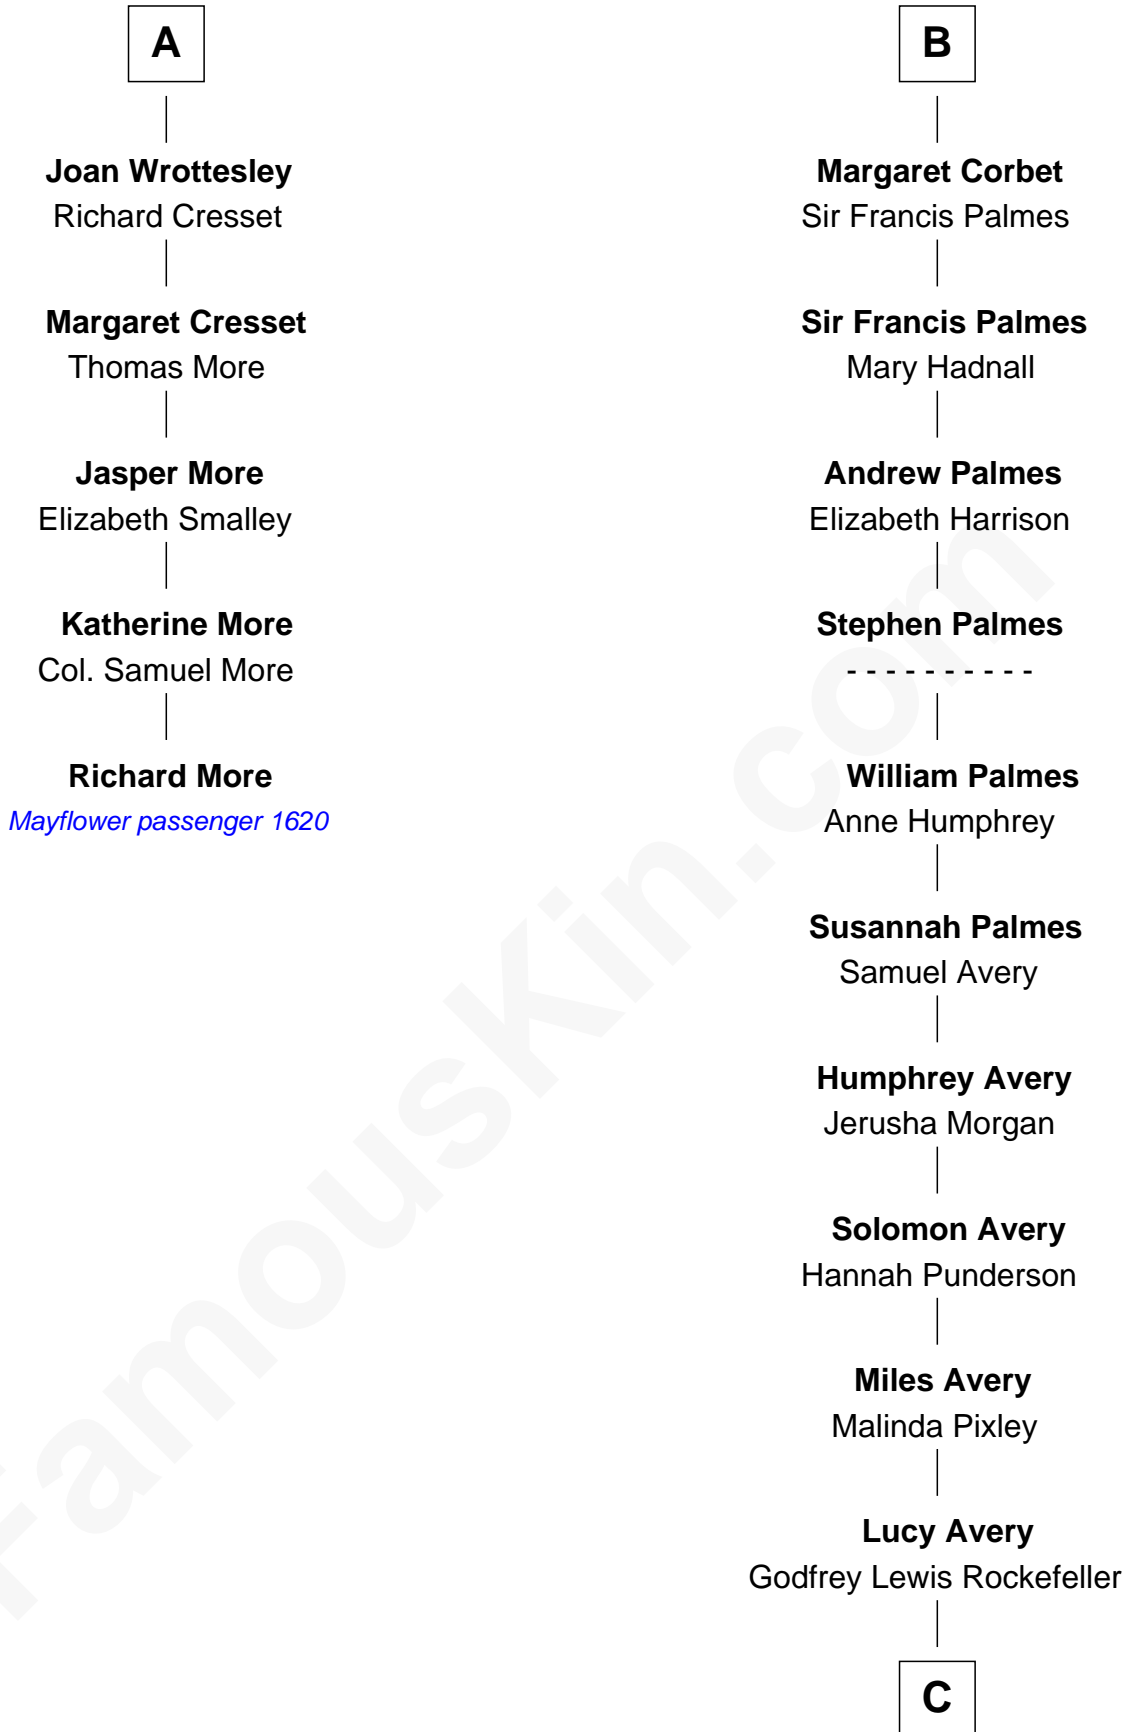 A
Joan Wrottesley
Richard Cresset
Margaret Cresset
Thomas More
Jasper More
Elizabeth Smalley
Katherine More
Col. Samuel More
Richard More
Mayflower passenger 1620
B
Margaret Corbet
Sir Francis Palmes
Sir Francis Palmes
Mary Hadnall
Andrew Palmes
Elizabeth Harrison
Stephen Palmes
- - - - - - - - - -
William Palmes
Anne Humphrey
Susannah Palmes
Samuel Avery
Humphrey Avery
Jerusha Morgan
Solomon Avery
Hannah Punderson
Miles Avery
Malinda Pixley
Lucy Avery
Godfrey Lewis Rockefeller
C
FamousKin.com